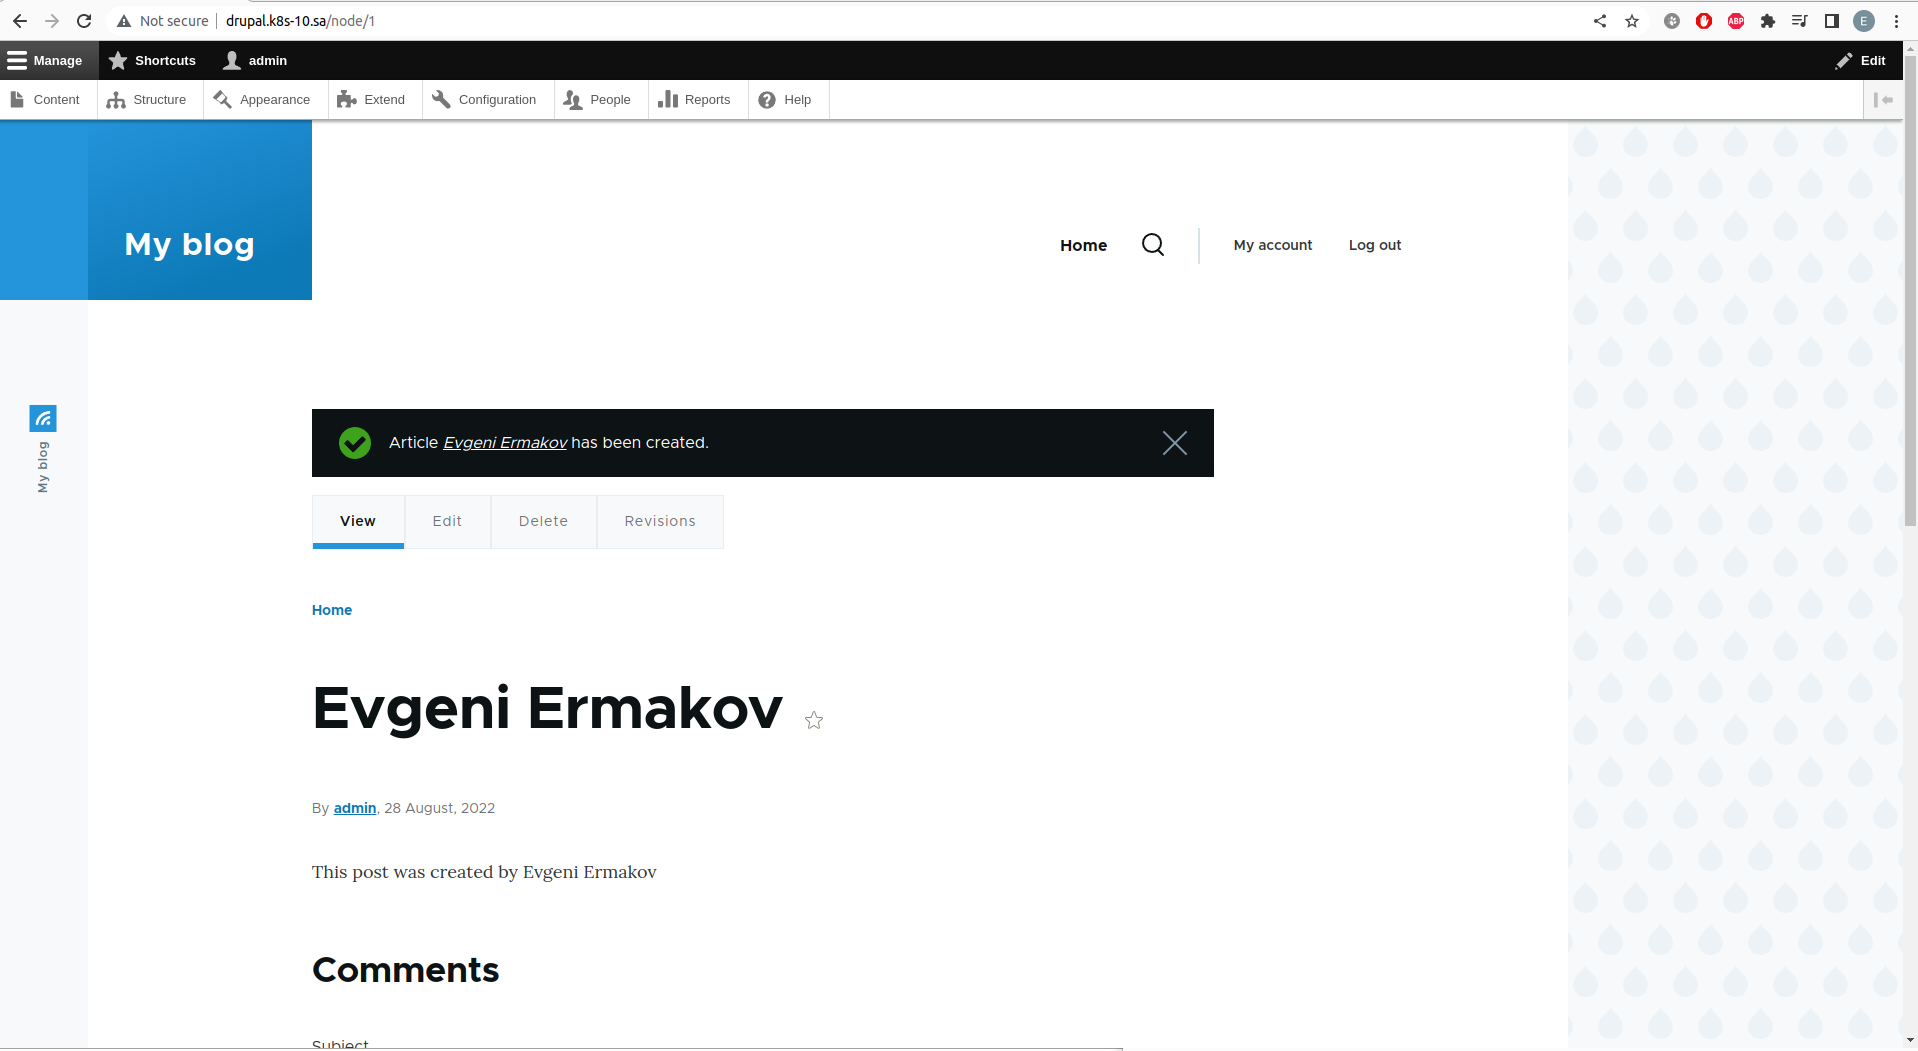 Not secure drupal.k8s-10.sa/node/1
ABP
E
Manage Shortcuts admin Edit
Content Structure Appearance Extend Configuration People Reports Help
My blog
Home My account Log out
My blog
Article Evgeni Ermakov has been created.
View Edit Delete Revisions
Home
Evgeni Ermakov
By admin, 28 August, 2022
This post was created by Evgeni Ermakov
Comments
Subject